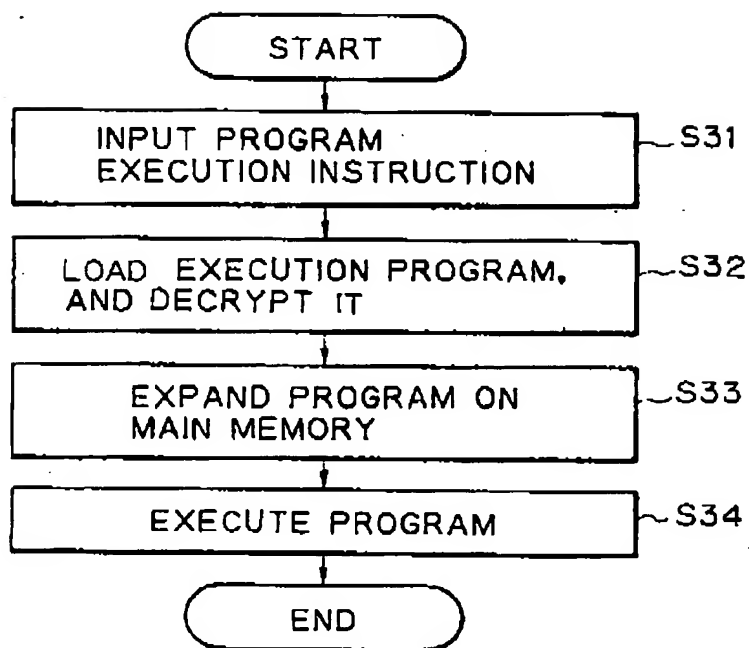 START
INPUT PROGRAM
EXECUTION INSTRUCTION
S31
LOAD EXECUTION PROGRAM,
AND DECRYPT IT
S32
EXPAND PROGRAM ON
MAIN MEMORY
S33
EXECUTE PROGRAM
S34
END